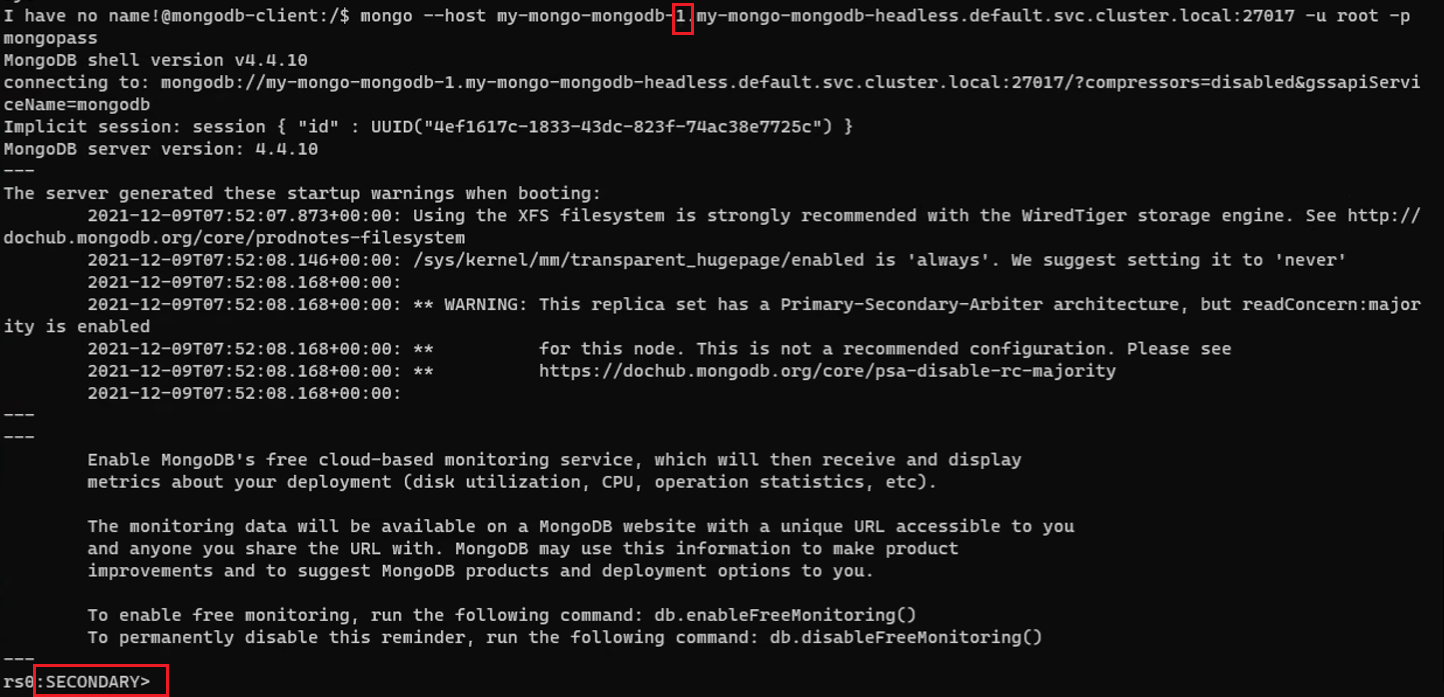 I have no name!@mongodb-client:/$ mongo --host my-mongo-mongodb-1.my-mongo-mongodb-headless.default.svc.cluster.local:27017 -u root -p
mongopass
MongoDB shell version v4.4.10
connecting to: mongodb://my-mongo-mongodb-1.my-mongo-mongodb-headless.default.svc.cluster.local:27017/?compressors=disabled&gssapiServi
ceName=mongodb
Implicit session: session { "id" : UUID("4ef1617c-1833-43dc-823f-74ac38e7725c") }
MongoDB server version: 4.4.10
---
The server generated these startup warnings when booting:
        2021-12-09T07:52:07.873+00:00: Using the XFS filesystem is strongly recommended with the WiredTiger storage engine. See http://
dochub.mongodb.org/core/prodnotes-filesystem
        2021-12-09T07:52:08.146+00:00: /sys/kernel/mm/transparent_hugepage/enabled is 'always'. We suggest setting it to 'never'
        2021-12-09T07:52:08.168+00:00:
        2021-12-09T07:52:08.168+00:00: ** WARNING: This replica set has a Primary-Secondary-Arbiter architecture, but readConcern:major
ity is enabled
        2021-12-09T07:52:08.168+00:00: **          for this node. This is not a recommended configuration. Please see
        2021-12-09T07:52:08.168+00:00: **          https://dochub.mongodb.org/core/psa-disable-rc-majority
        2021-12-09T07:52:08.168+00:00:
---
---
        Enable MongoDB's free cloud-based monitoring service, which will then receive and display
        metrics about your deployment (disk utilization, CPU, operation statistics, etc).

        The monitoring data will be available on a MongoDB website with a unique URL accessible to you
        and anyone you share the URL with. MongoDB may use this information to make product
        improvements and to suggest MongoDB products and deployment options to you.

        To enable free monitoring, run the following command: db.enableFreeMonitoring()
        To permanently disable this reminder, run the following command: db.disableFreeMonitoring()
---
rs0:SECONDARY>